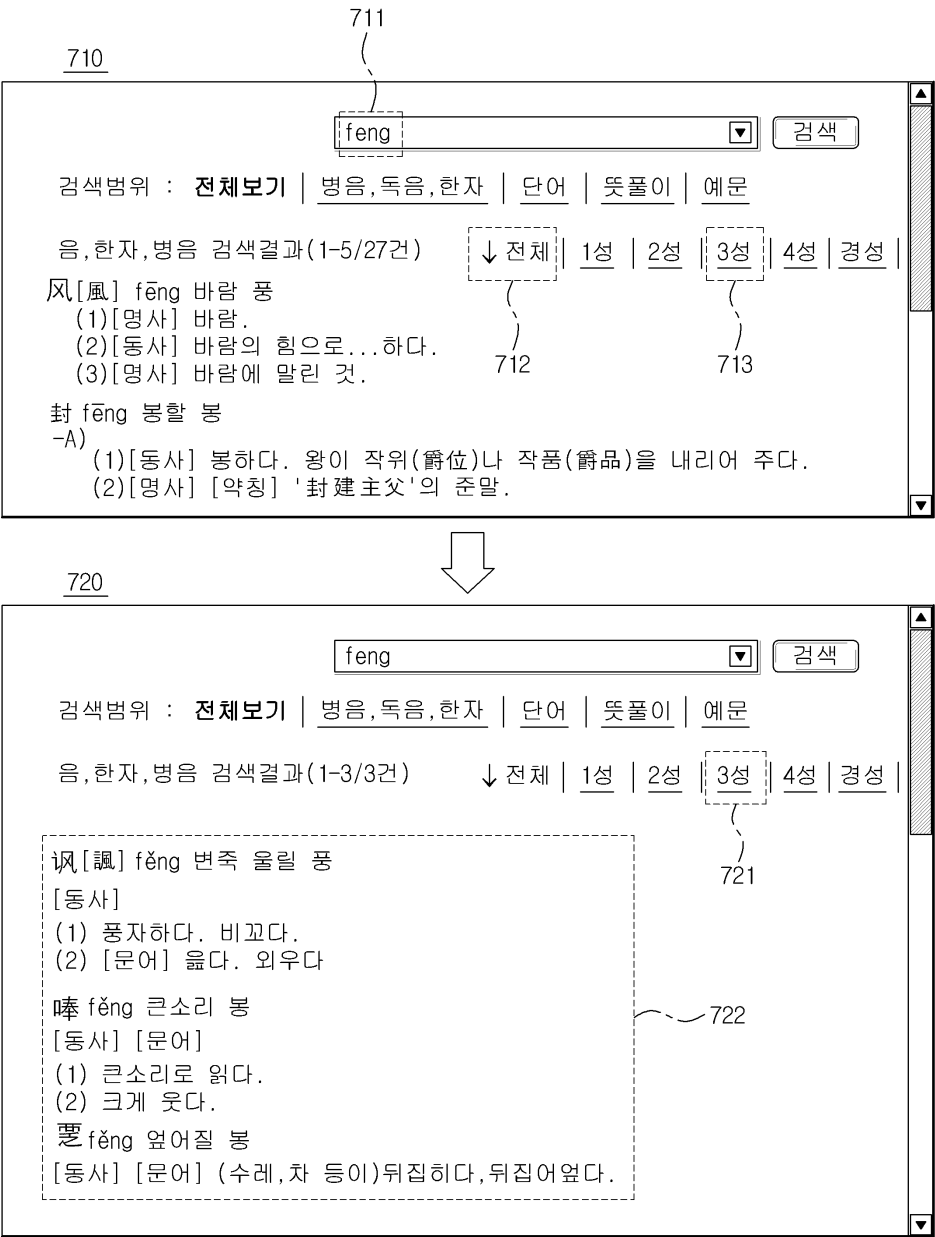 711
710
feng 검색
검색범위 : 전체보기 | 병음,독음,한자 | 단어 | 뜻풀이 | 예문
음,한자,병음 검색결과(1-5/27건) ↓전체 | 1성 | 2성 | 3성 | 4성 | 경성 |
风[風] fēng 바람 풍
(1)[명사] 바람.
(2)[동사] 바람의 힘으로...하다.
(3)[명사] 바람에 말린 것.
712 713
封 fēng 봉할 봉
-A)
(1)[동사] 봉하다. 왕이 작위(爵位)나 작품(爵品)을 내리어 주다.
(2)[명사] [약칭] '封建主父'의 준말.
720
feng 검색
검색범위 : 전체보기 | 병음,독음,한자 | 단어 | 뜻풀이 | 예문
음,한자,병음 검색결과(1-3/3건) ↓전체 | 1성 | 2성 | 3성 | 4성 | 경성 |
721
讽[諷] fěng 변죽 울릴 풍
[동사]
(1) 풍자하다. 비꼬다.
(2) [문어] 읊다. 외우다
唪 fěng 큰소리 봉
722
[동사] [문어]
(1) 큰소리로 읽다.
(2) 크게 웃다.
覂 fěng 엎어질 봉
[동사] [문어] (수레,차 등이)뒤집히다,뒤집어엎다.